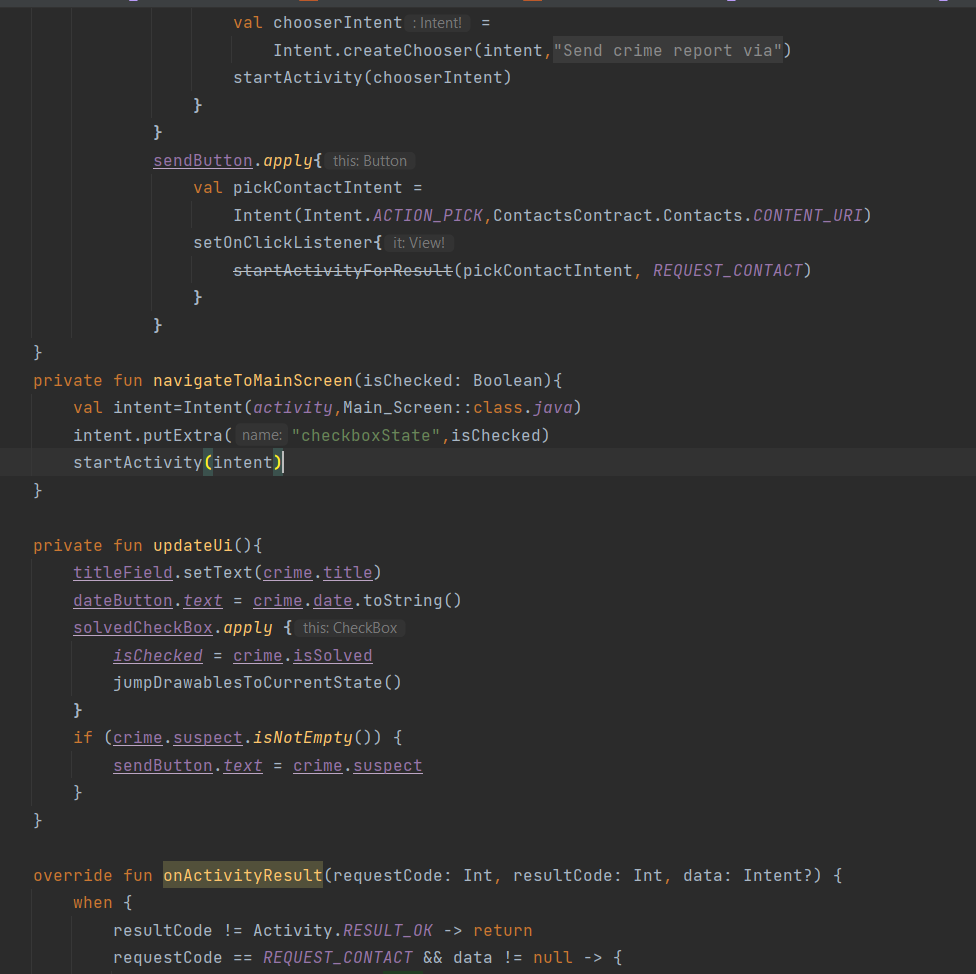 val chooserIntent : Intent! =
Intent.createChooser(intent,"Send crime report via")
startActivity(chooserIntent)
}
}
sendButton.apply{ this: Button
val pickContactIntent =
Intent(Intent.ACTION_PICK,ContactsContract.Contacts.CONTENT_URI)
setOnClickListener{ it: View!
startActivityForResult(pickContactIntent, REQUEST_CONTACT)
}
}
}
private fun navigateToMainScreen(isChecked: Boolean){
val intent=Intent(activity,Main_Screen::class.java)
intent.putExtra( name: "checkboxState",isChecked)
startActivity(intent)
}
private fun updateUi(){
titleField.setText(crime.title)
dateButton.text = crime.date.toString()
solvedCheckBox.apply { this: CheckBox
isChecked = crime.isSolved
jumpDrawablesToCurrentState()
}
if (crime.suspect.isNotEmpty()) {
sendButton.text = crime.suspect
}
}
override fun onActivityResult(requestCode: Int, resultCode: Int, data: Intent?) {
when {
resultCode != Activity.RESULT_OK -> return
requestCode == REQUEST_CONTACT && data != null -> {